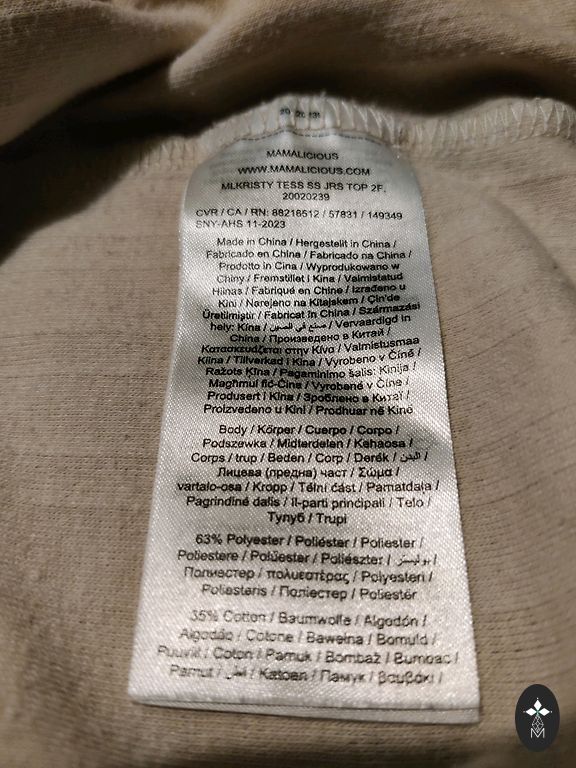 MAMALICIOUS
WWW.MAMALICIOUS.COM
MLKRISTY TESS SS JRS TOP 2F.
20020239
CVR / CA / RN: 88216512 / 57831 / 149349
SNY-AHS 11-2023
Made in China / Hergestellt in China /
Fabricado en China / Fabricado na China /
Prodotto in Cina / Wyprodukowano w
Chiny / Fremstillet i Kina / Valmistatud
Hiinas / Fabriqué en Chine / Izrađeno u
Kini / Narejeno na Kitajskem / Çin'de
Üretilmiştir / Fabricat în China / Származási
hely: Kína / صنع في الصين / Vervaardigd in
China / Произведено в Китай /
Κατασκευάζεται στην Κίνα / Valmistusmaa
Kiina / Tillverkad i Kina / Vyrobeno v Číně /
Ražots Ķīna / Pagaminimo šalis: Kinija /
Magħmul fiċ-Ċina / Vyrobené v Číne /
Produsert i Kina / Зроблено в Китаї /
Proizvedeno u Kini / Prodhuar në Kinë
Body / Körper / Cuerpo / Corpo /
Podszewka / Midterdelen / Kehaosa /
Corps / trup / Beden / Corp / Derék / البدن /
Лицева (предна) част / Σώμα /
vartalo-osa / Kropp / Tělní část / Pamatdaļa /
Pagrindinė dalis / il-parti prinċipali / Telo /
Тулуб / Trupi
63% Polyester / Poliéster / Poliester /
Poliestere / Polüester / Poliészter / بوليستر /
Полиестер / πολυεστέρας / Polyesteri /
Poliesteris / Поліестер / Poliestër
35% Cotton / Baumwolle / Algodón /
Algodão / Cotone / Bawełna / Bomuld /
Puuvill / Coton / Pamuk / Bombaž / Bumbac /
Pamut / قطن / Katoen / Памук / βαμβάκι /
M